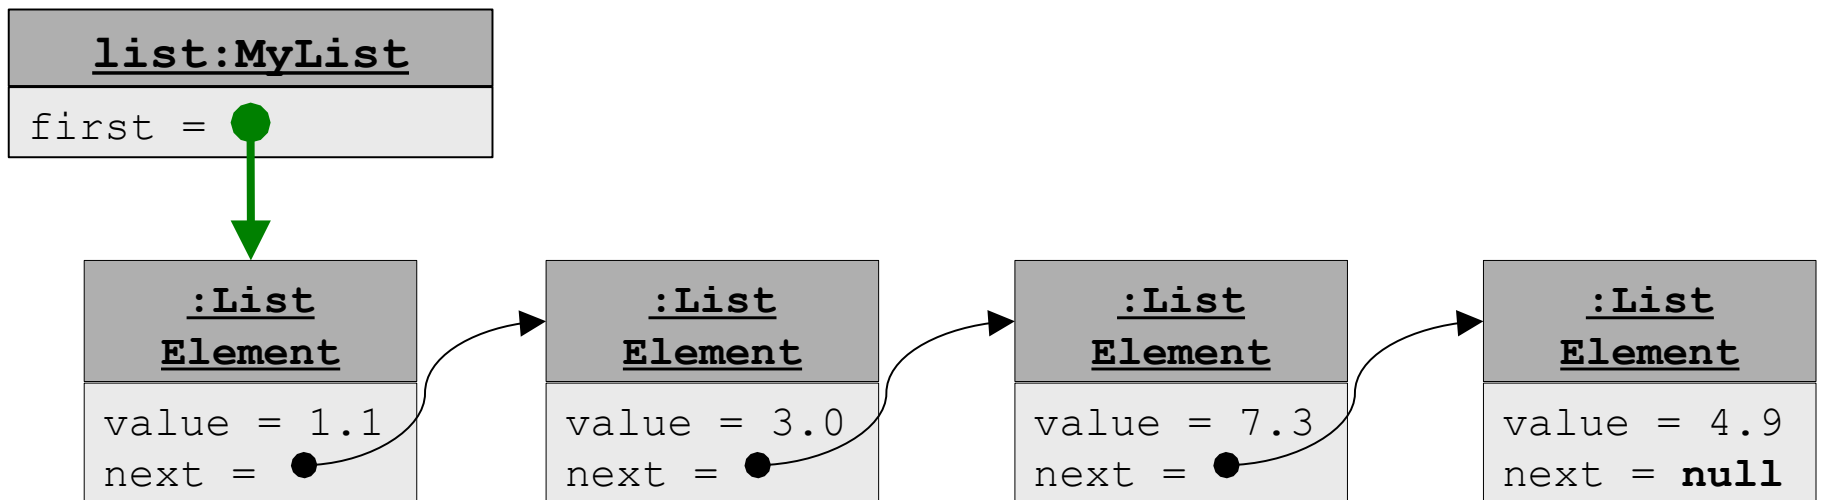 list:MyList
first =
:List
Element
value = 1.1
next =
:List
Element
value = 3.0
next =
:List
Element
value = 7.3
next =
:List
Element
value = 4.9
next = null